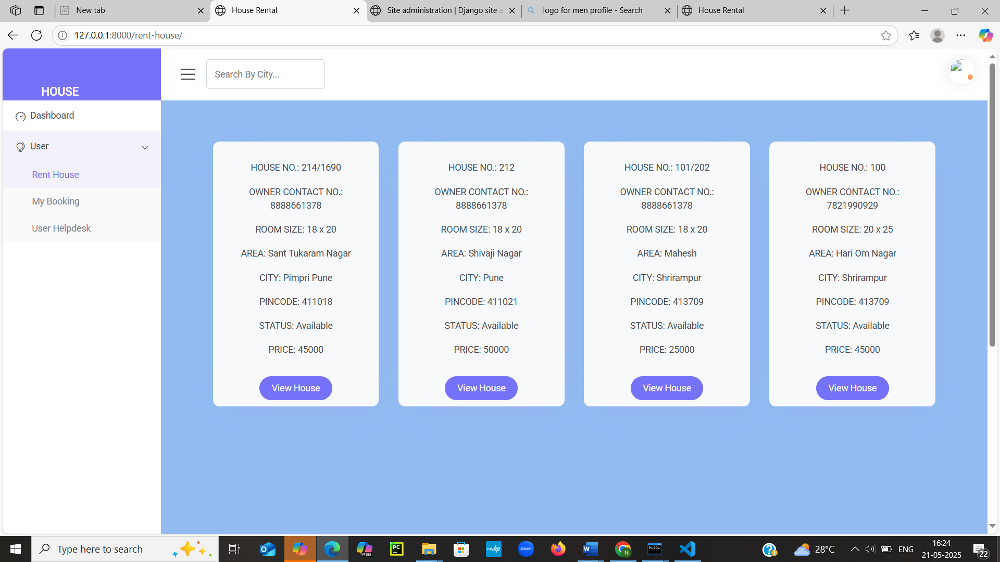 New tab
House Rental
Site administration | Django site a
logo for men profile - Search
House Rental
127.0.0.1:8000/rent-house/
HOUSE
Search By City...
Dashboard
User
Rent House
My Booking
User Helpdesk
HOUSE NO.: 214/1690
OWNER CONTACT NO.:
8888661378
ROOM SIZE: 18 x 20
AREA: Sant Tukaram Nagar
CITY: Pimpri Pune
PINCODE: 411018
STATUS: Available
PRICE: 45000
View House
HOUSE NO.: 212
OWNER CONTACT NO.:
8888661378
ROOM SIZE: 18 x 20
AREA: Shivaji Nagar
CITY: Pune
PINCODE: 411021
STATUS: Available
PRICE: 50000
View House
HOUSE NO.: 101/202
OWNER CONTACT NO.:
8888661378
ROOM SIZE: 18 x 20
AREA: Mahesh
CITY: Shrirampur
PINCODE: 413709
STATUS: Available
PRICE: 25000
View House
HOUSE NO.: 100
OWNER CONTACT NO.:
7821990929
ROOM SIZE: 20 x 25
AREA: Hari Om Nagar
CITY: Shrirampur
PINCODE: 413709
STATUS: Available
PRICE: 45000
View House
Type here to search
M365
PC
myhp
zoom
W
N
MySQL
28°C
ENG
16:24
21-05-2025
22